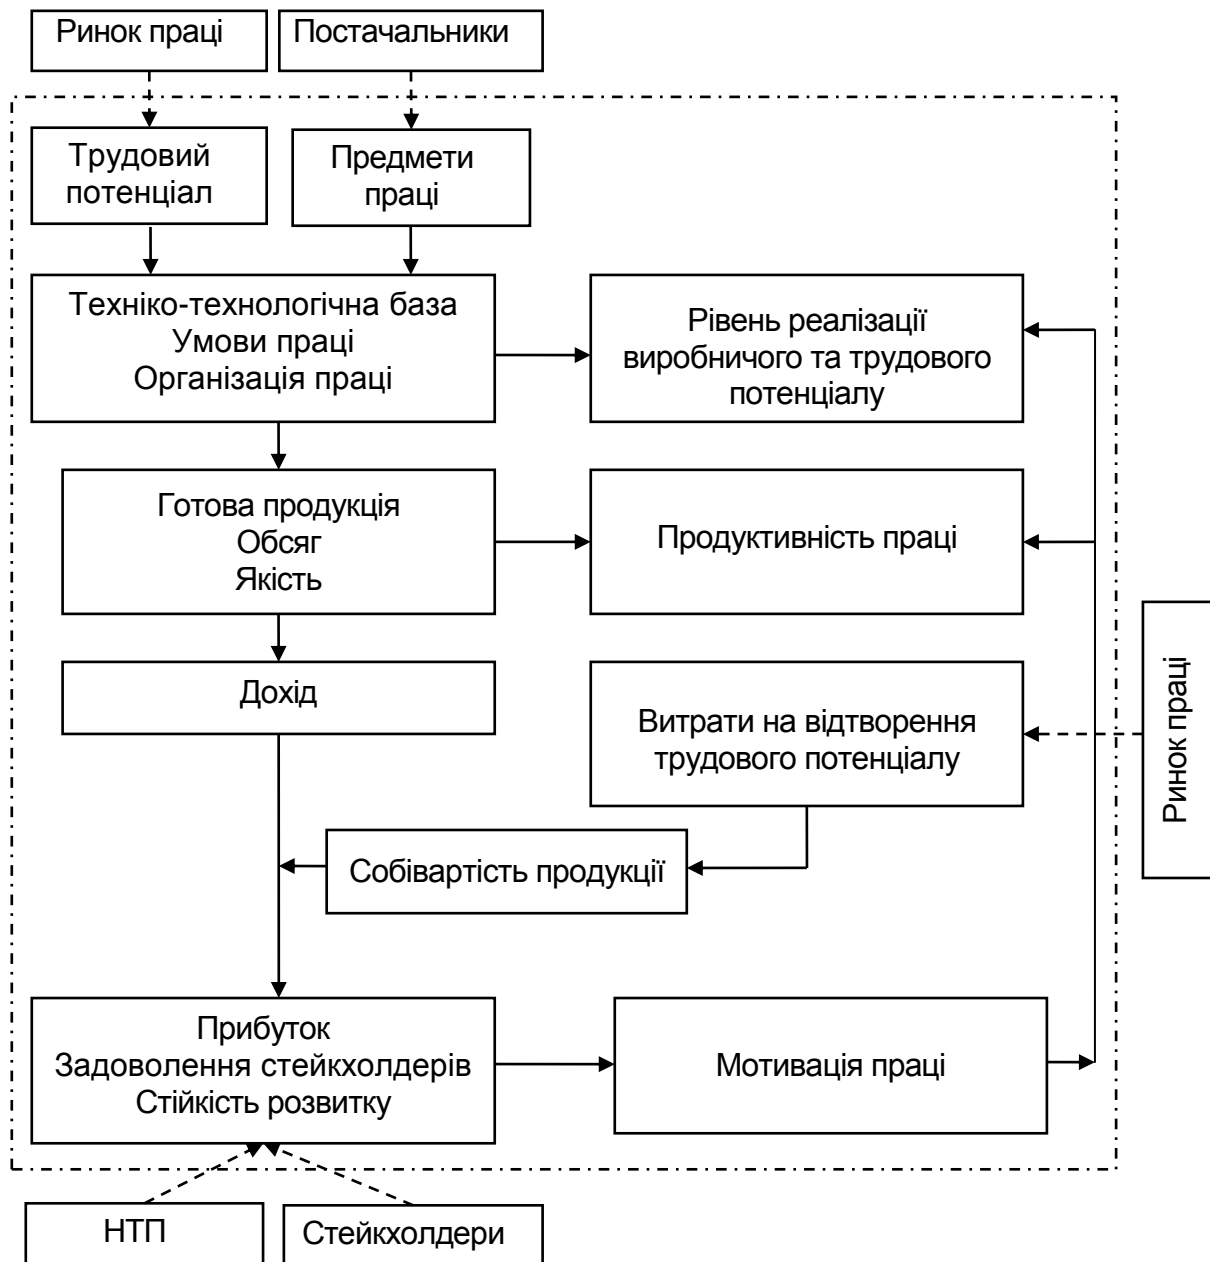 Ринок праці
Постачальники
Трудовий
потенціал
Предмети
праці
Техніко-технологічна база
Умови праці
Організація праці
Рівень реалізації
виробничого та трудового
потенціалу
Готова продукція
Обсяг
Якість
Продуктивність праці
Дохід
Витрати на відтворення
трудового потенціалу
Ринок праці
Собівартість продукції
Прибуток
Задоволення стейкхолдерів
Стійкість розвитку
Мотивація праці
НТП
Стейкхолдери